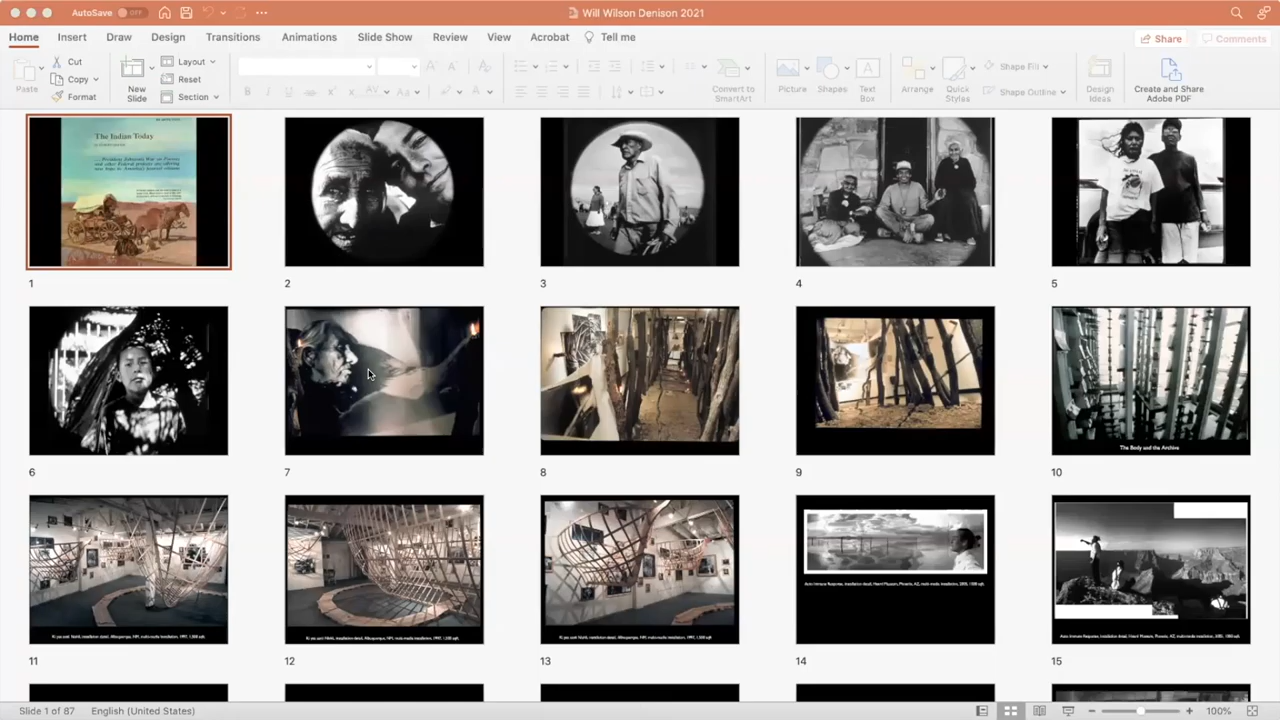 AutoSave OFF
Will Wilson Denison 2021
Home Insert Draw Design Transitions Animations Slide Show Review View Acrobat Tell me
Share Comments
Paste
Cut
Copy
Format
New Slide
Layout
Reset
Section
Convert to SmartArt
Picture
Shapes
Text Box
Arrange
Quick Styles
Shape Fill
Shape Outline
Design Ideas
Create and Share Adobe PDF
The Indian Today
1
2
3
4
5
6
7
8
9
The Body and the Archive
10
11
12
13
14
15
Slide 1 of 87
English (United States)
100%